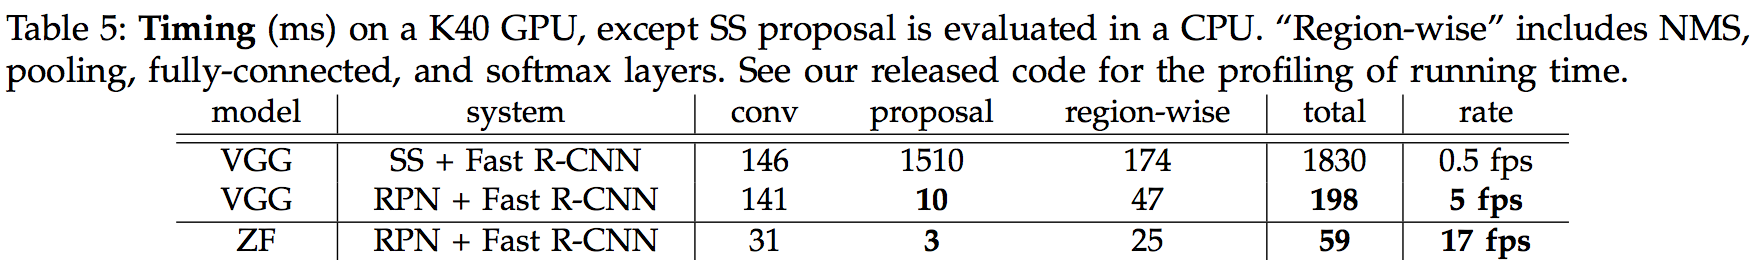 Table 5: Timing (ms) on a K40 GPU, except SS proposal is evaluated in a CPU. “Region-wise” includes NMS,
pooling, fully-connected, and softmax layers. See our released code for the profiling of running time.
model system conv proposal region-wise total rate
VGG SS + Fast R-CNN 146 1510 174 1830 0.5 fps
VGG RPN + Fast R-CNN 141 10 47 198 5 fps
ZF RPN + Fast R-CNN 31 3 25 59 17 fps